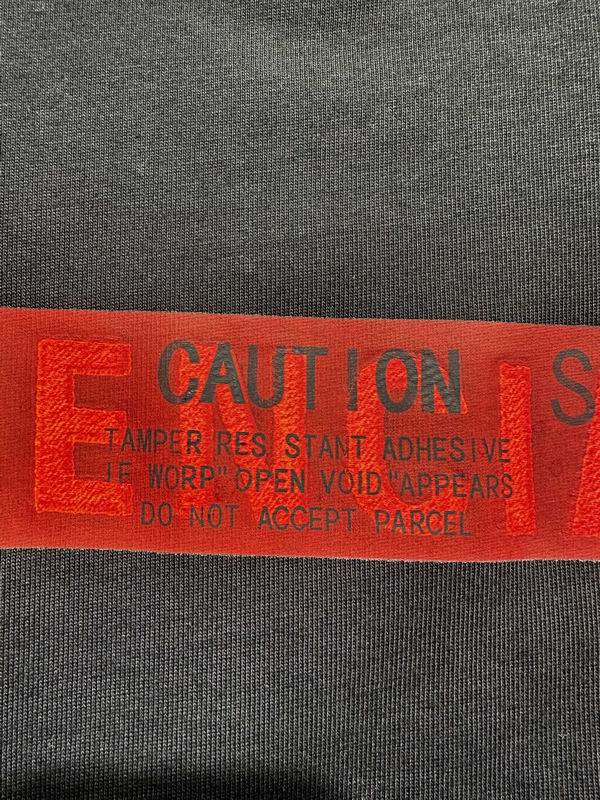 CAUTION
TAMPER RES STANT ADHESIVE
IF WORP" OPEN VOID "APPEARS
DO NOT ACCEPT PARCEL